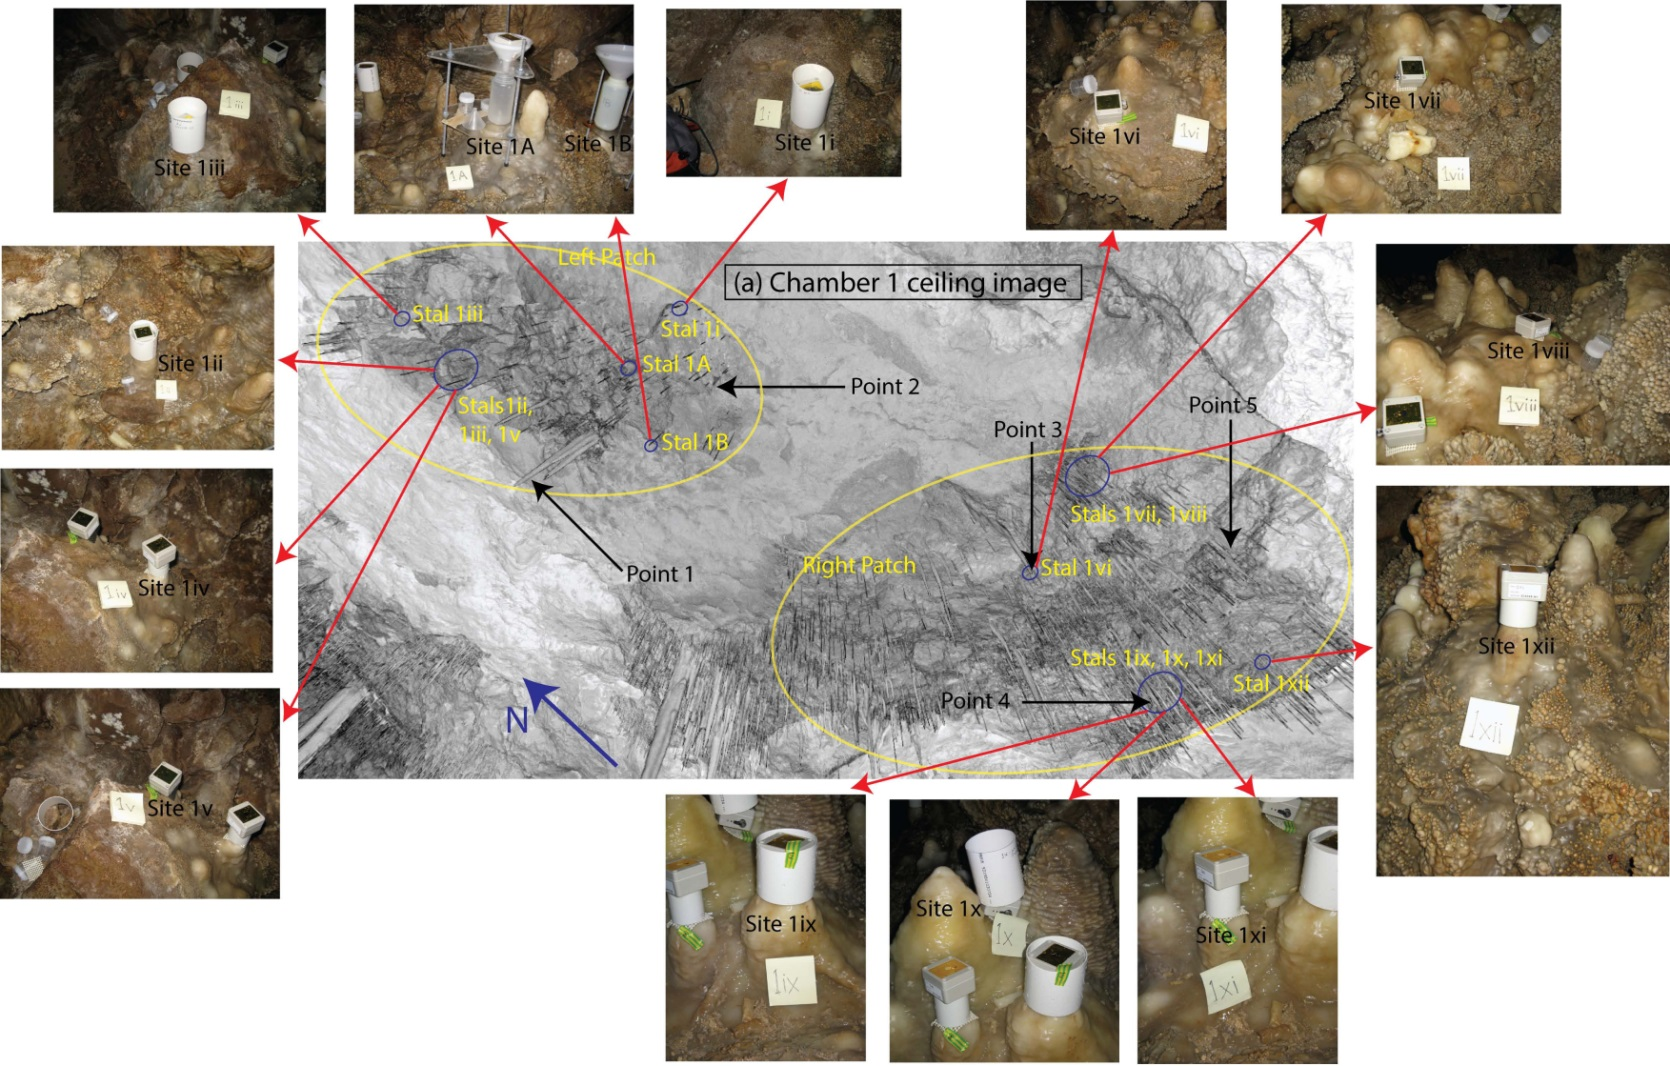 1iii
Site 1iii
Site 1A
Site 1B
1A
1i
Site 1i
Site 1vi
1vi
Site 1vii
1vii
Left Patch
(a) Chamber 1 ceiling image
Stal 1iii
Stal 1i
Stal 1A
Stals1ii,
1iii, 1v
Stal 1B
Point 2
Point 1
Point 3
Point 5
Stals 1vii, 1viii
Right Patch
Stal 1vi
Stals 1ix, 1x, 1xi
Stal 1xii
Point 4
N
Site 1ii
Site 1iv
1iv
Site 1v
1v
Site 1viii
1viii
Site 1xii
1xii
Site 1ix
1ix
Site 1x
1x
Site 1xi
1xi